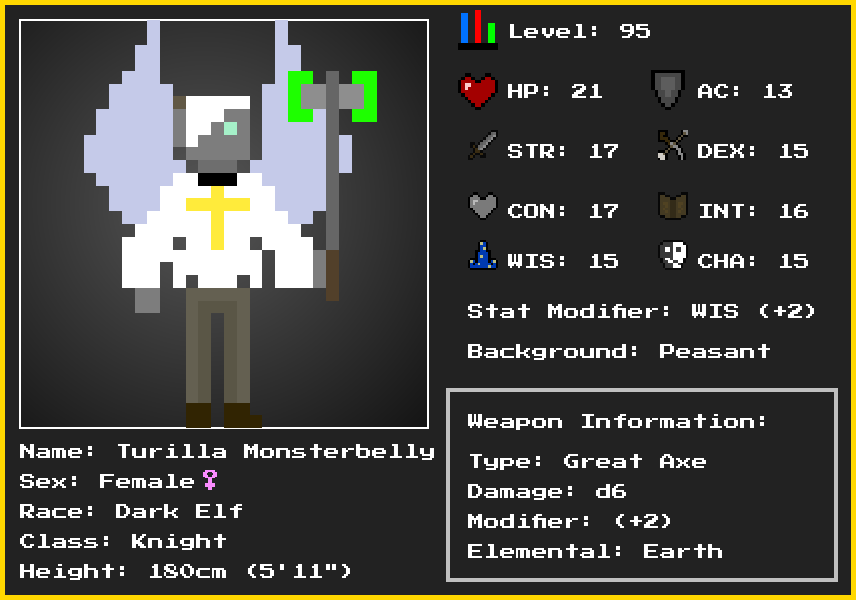 Level: 95
HP: 21
AC: 13
STR: 17
DEX: 15
CON: 17
INT: 16
WIS: 15
CHA: 15
Stat Modifier: WIS (+2)
Background: Peasant
Weapon Information:
Type: Great Axe
Damage: d6
Modifier: (+2)
Elemental: Earth
Name: Turilla Monsterbelly
Sex: Female♀
Race: Dark Elf
Class: Knight
Height: 180cm (5'11")